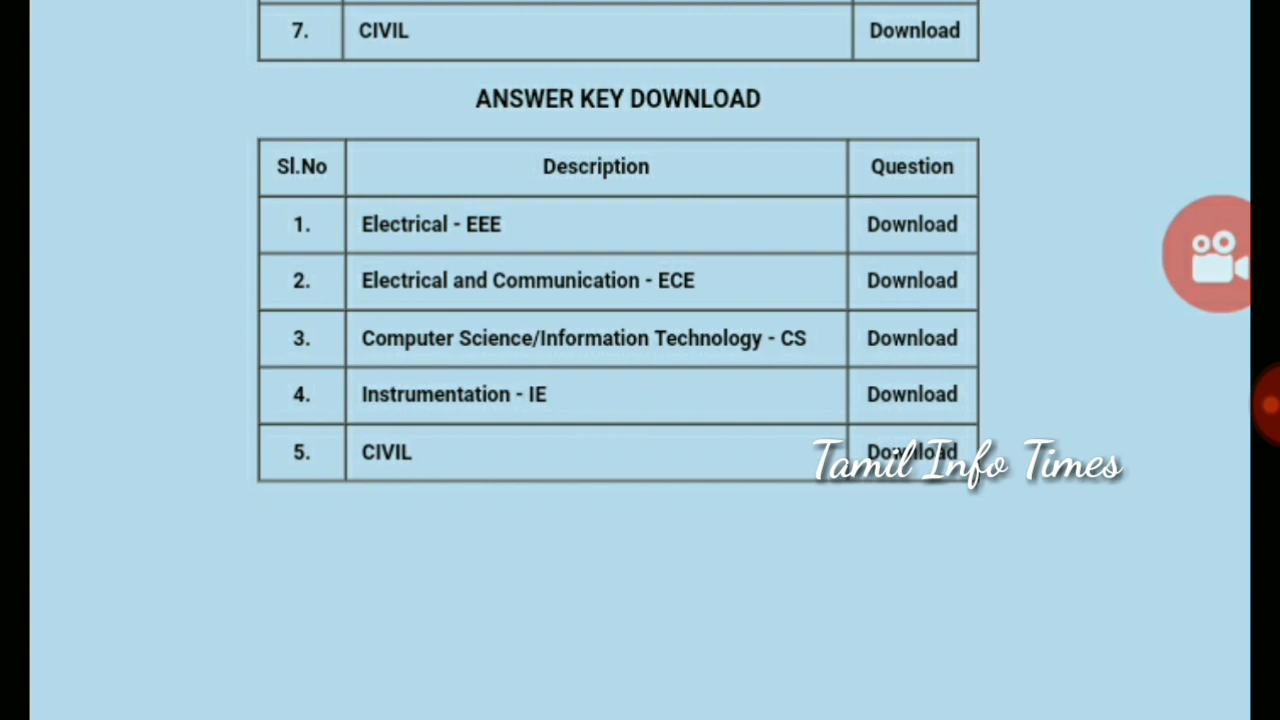 7. CIVIL Download
ANSWER KEY DOWNLOAD
Sl.No Description Question
1. Electrical - EEE Download
2. Electrical and Communication - ECE Download
3. Computer Science/Information Technology - CS Download
4. Instrumentation - IE Download
5. CIVIL Download
Tamil Info Times